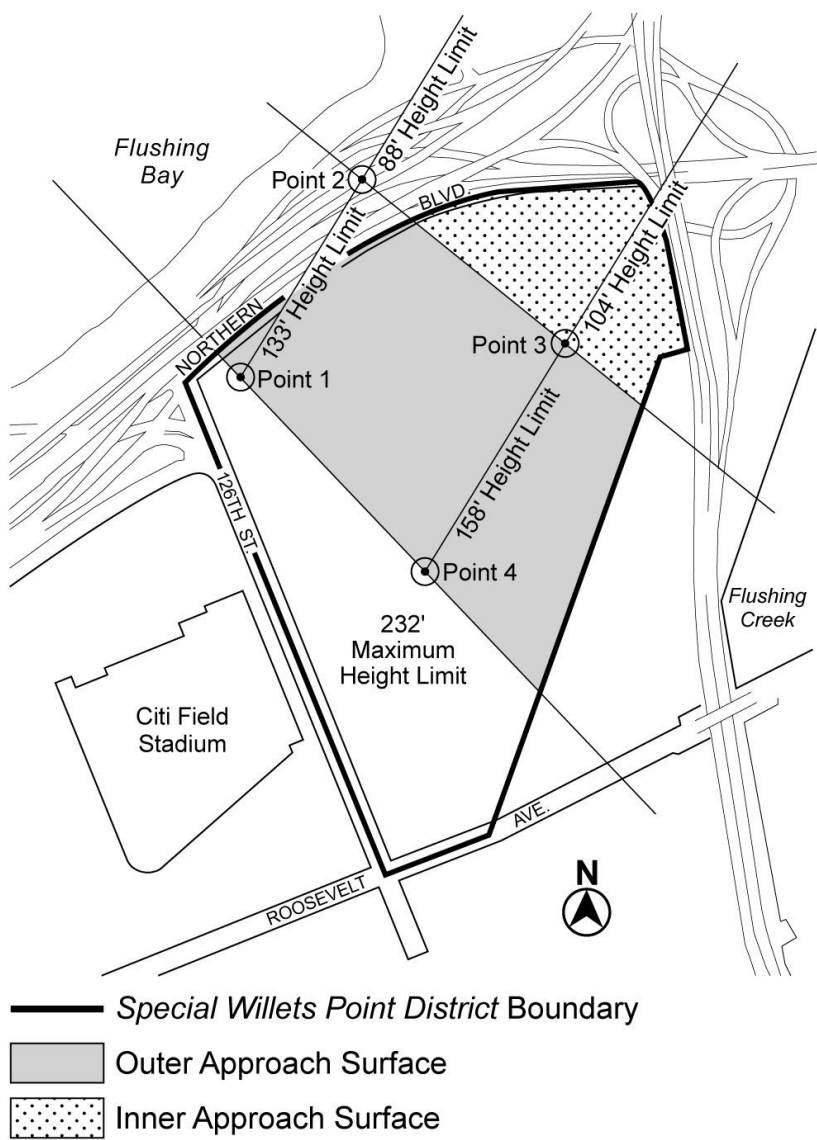 88' Height Limit
Flushing
Bay
Point 2
BLVD.
133' Height Limit
104' Height Limit
NORTHERN
Point 3
Point 1
158' Height Limit
126TH ST.
Point 4
Flushing
Creek
232'
Maximum
Height Limit
Citi Field
Stadium
AVE.
ROOSEVELT
N
Special Willets Point District Boundary
Outer Approach Surface
Inner Approach Surface